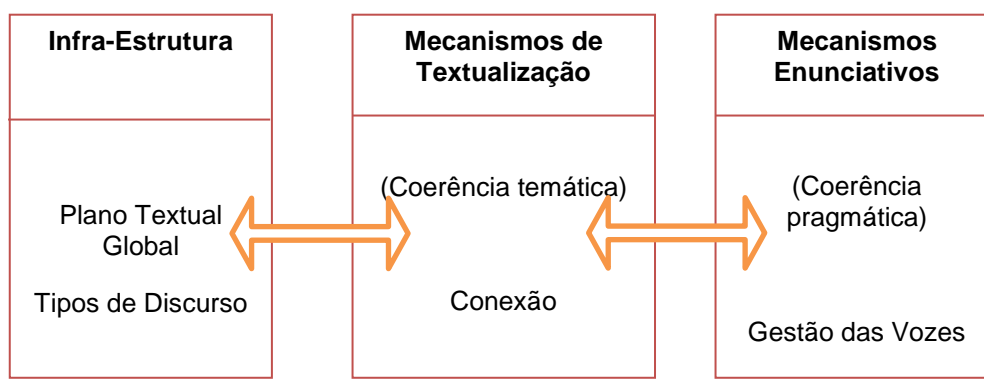 Infra-Estrutura
Plano Textual
Global
Tipos de Discurso
Mecanismos de
Textualização
(Coerência temática)
Conexão
Mecanismos
Enunciativos
(Coerência
pragmática)
Gestão das Vozes